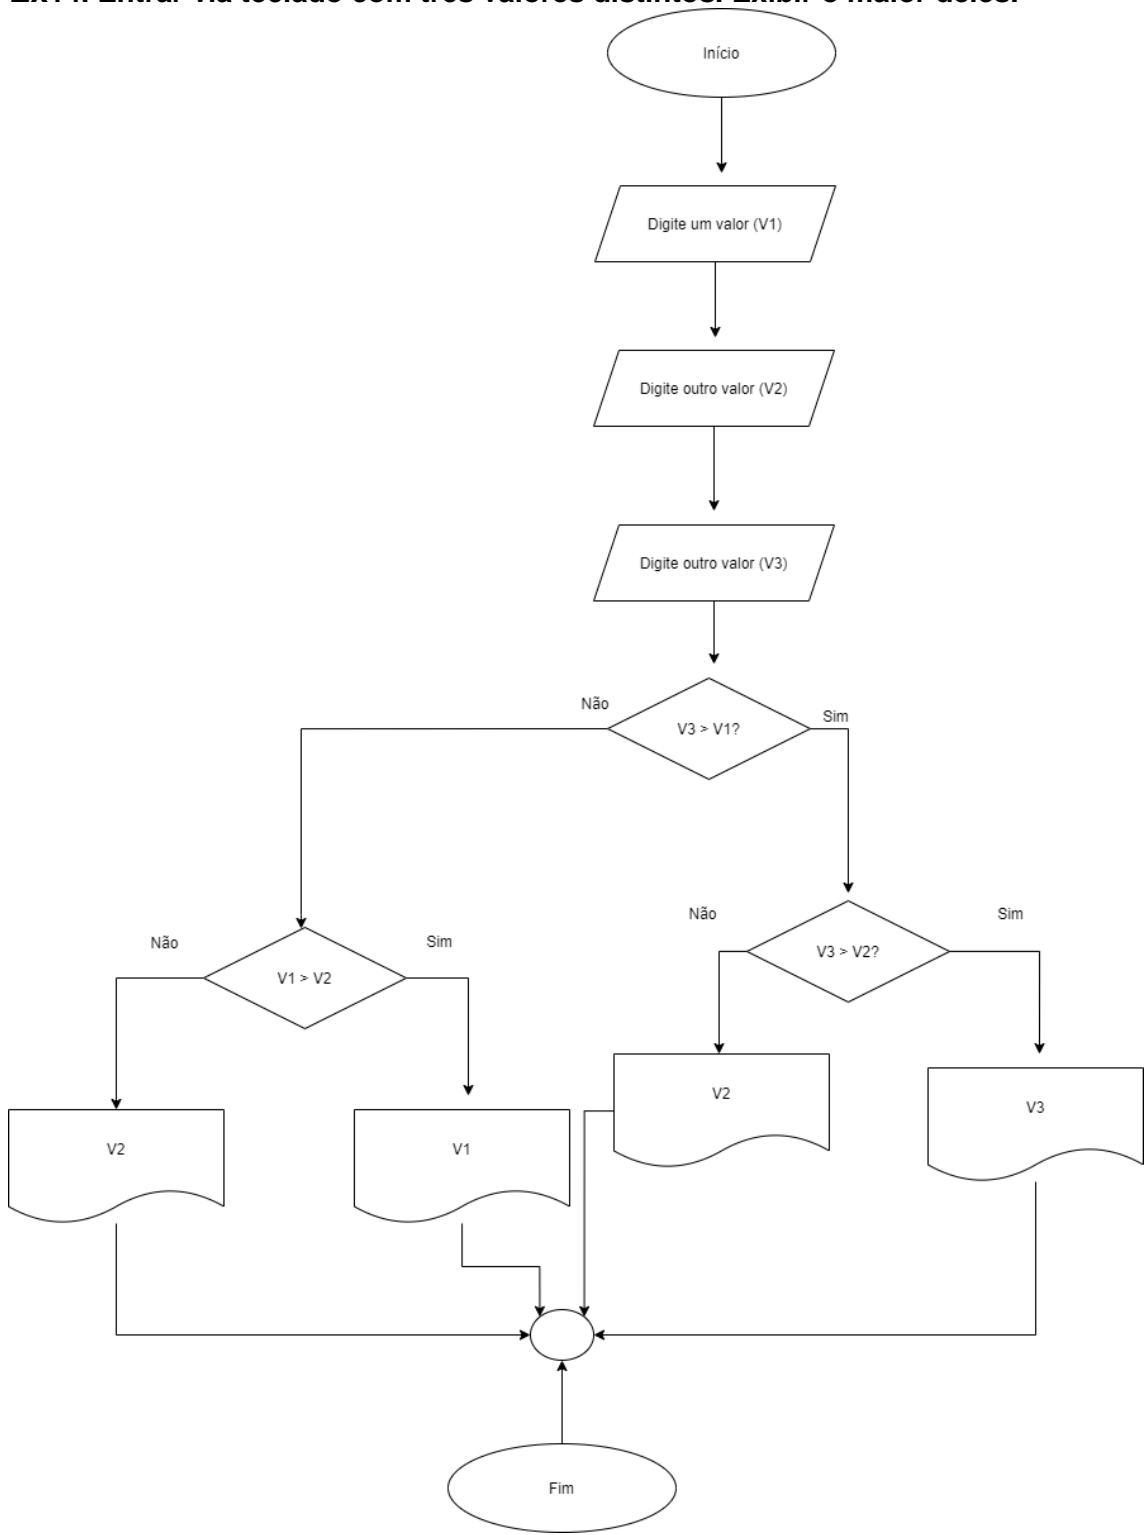 Entrar via teclado com três valores distintos. Exibir o maior deles.
Início
Digite um valor (V1)
Digite outro valor (V2)
Digite outro valor (V3)
Não
V3 > V1?
Sim
Não
V1 > V2
Sim
Não
V3 > V2?
Sim
V2
V1
V2
V3
Fim